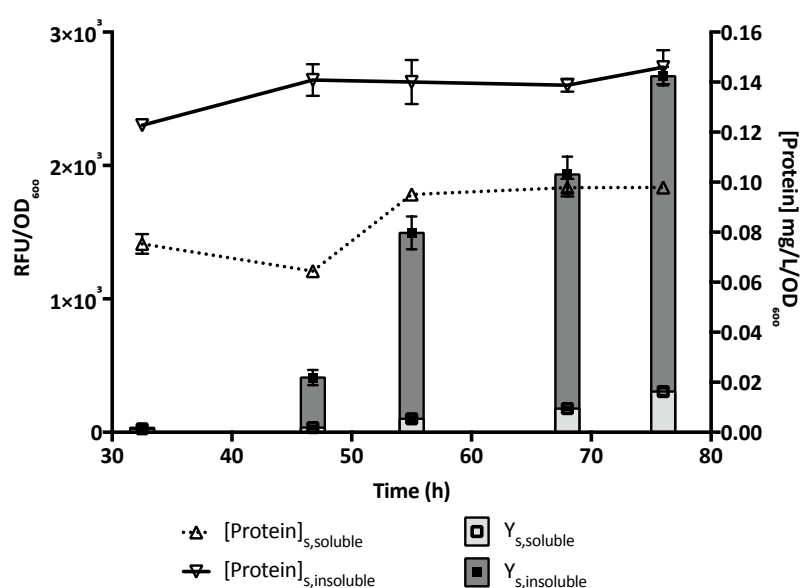 3×10³
2×10³
1×10³
0
RFU/OD₆₀₀
0.16
0.14
0.12
0.10
0.08
0.06
0.04
0.02
0.00
[Protein] mg/L/OD₆₀₀
30 40 50 60 70 80
Time (h)
[Protein]s,soluble
Ys,soluble
[Protein]s,insoluble
Ys,insoluble